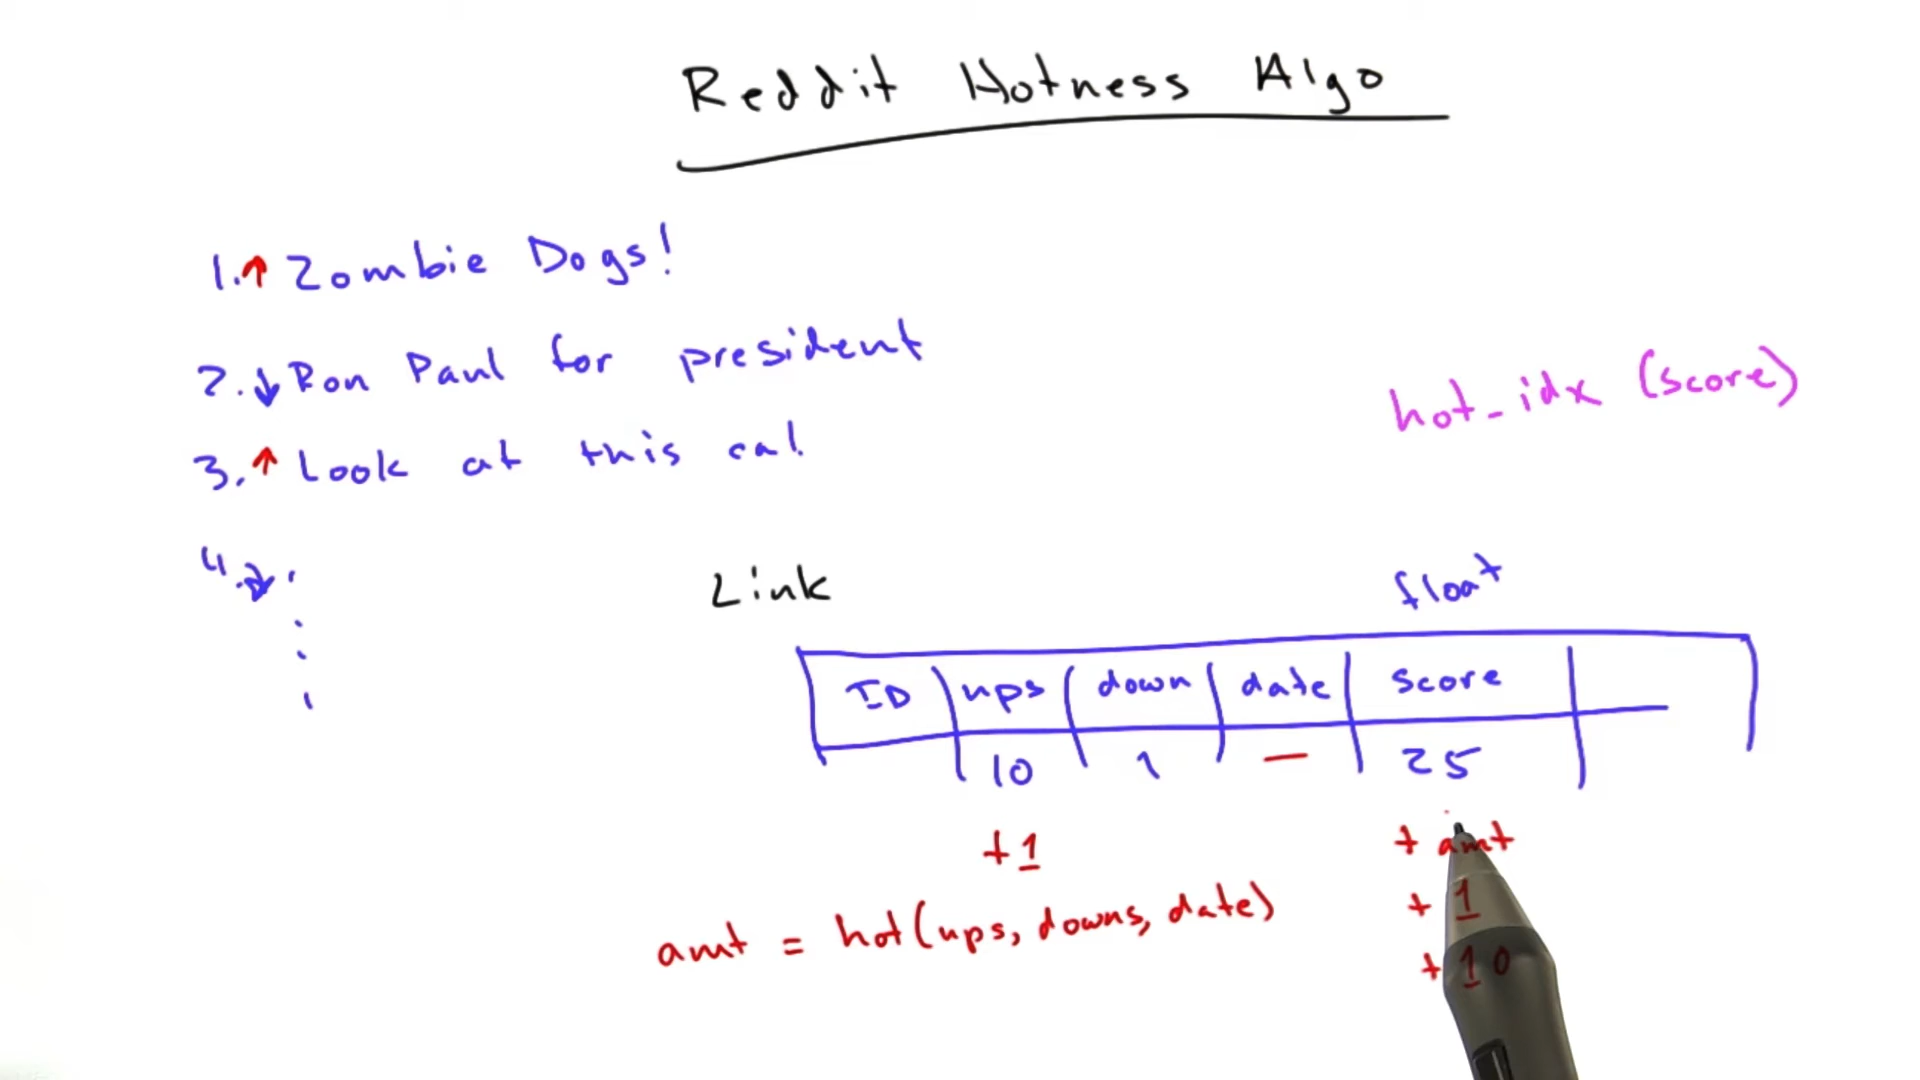 Reddit Hotness Algo
1. ↑ Zombie Dogs!
2. ↓ Ron Paul for president
hot_idx (score)
3. ↑ Look at this ca!
4. ↓
Link
float
ID ups down date score
10 1 — 25
+1 + amt
+ 1
amt = hot(ups, downs, date)
+ 10